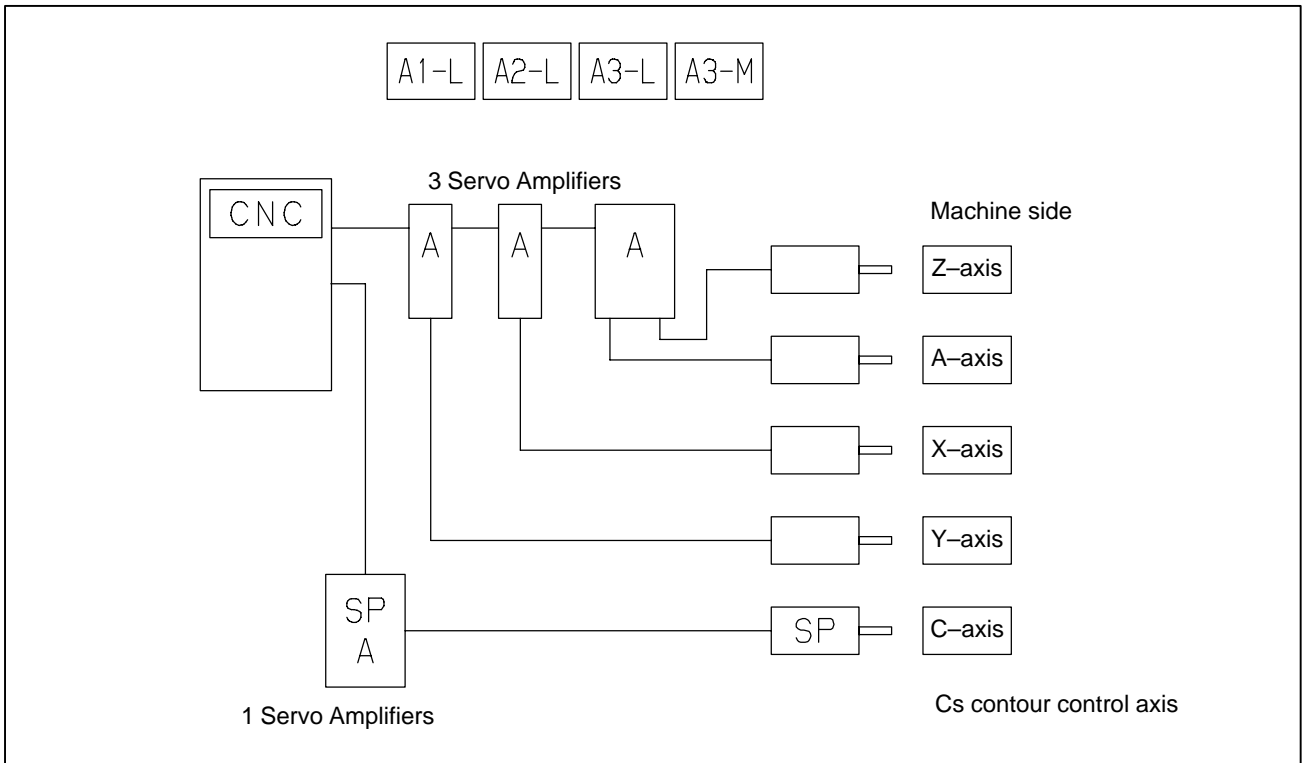 A1-L A2-L A3-L A3-M
3 Servo Amplifiers
CNC
A A A
Machine side
Z–axis
A–axis
X–axis
Y–axis
SP
A
SP
C–axis
1 Servo Amplifiers
Cs contour control axis